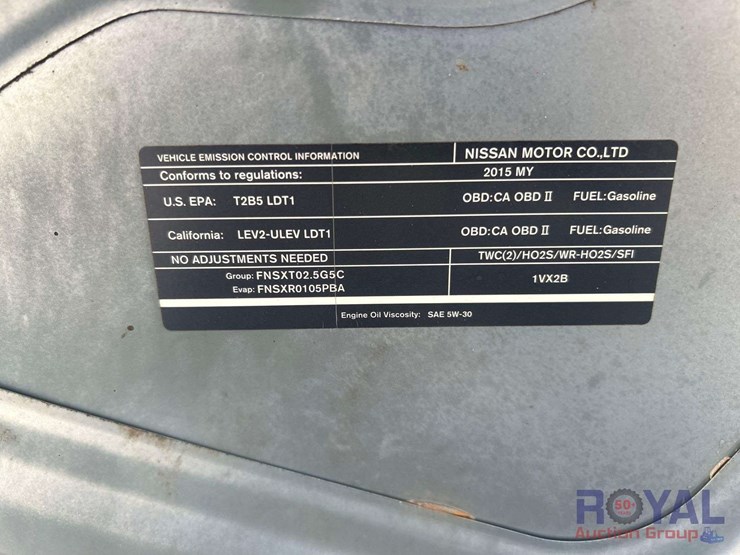 VEHICLE EMISSION CONTROL INFORMATION NISSAN MOTOR CO.,LTD
Conforms to regulations: 2015 MY
U.S. EPA: T2B5 LDT1 OBD:CA OBD II FUEL:Gasoline
California: LEV2-ULEV LDT1 OBD:CA OBD II FUEL:Gasoline
NO ADJUSTMENTS NEEDED TWC(2)/HO2S/WR-HO2S/SFI
Group: FNSXT02.5G5C
Evap: FNSXR0105PBA
1VX2B
Engine Oil Viscosity: SAE 5W-30
ROYAL
50+
Auction Group